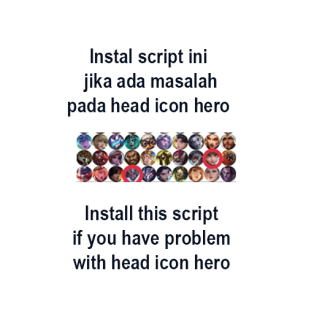 Instal script ini
jika ada masalah
pada head icon hero
Install this script
if you have problem
with head icon hero